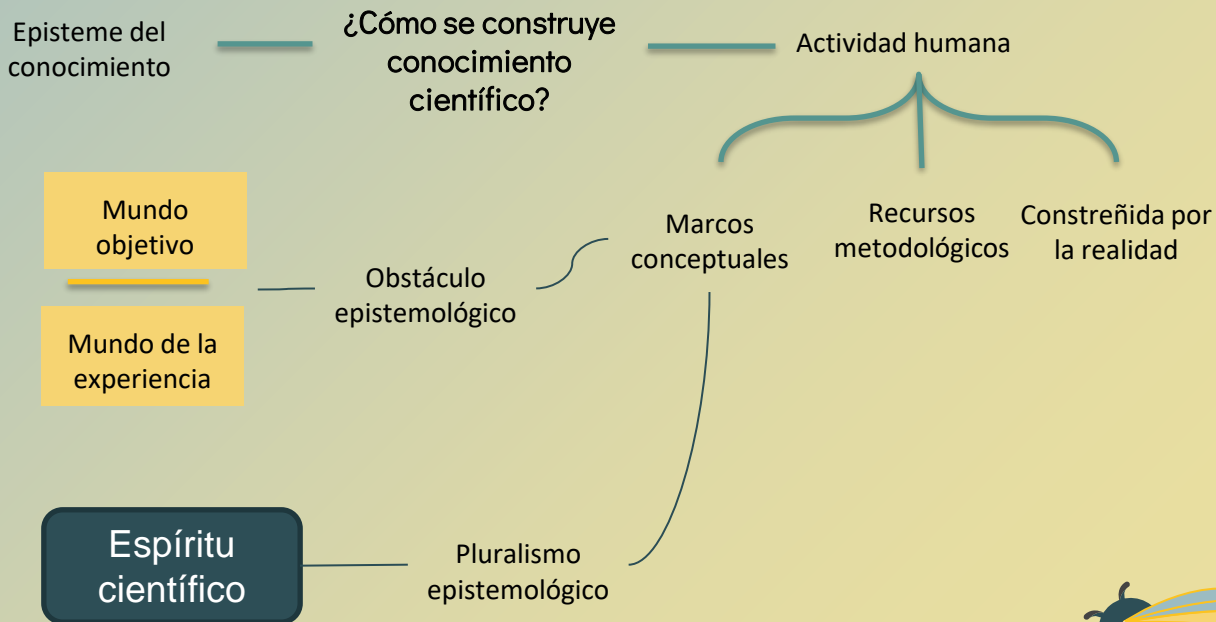 Episteme del
conocimiento
¿Cómo se construye
conocimiento
científico?
Actividad humana
Mundo
objetivo
Mundo de la
experiencia
Obstáculo
epistemológico
Marcos
conceptuales
Recursos
metodológicos
Constreñida por
la realidad
Espíritu
científico
Pluralismo
epistemológico